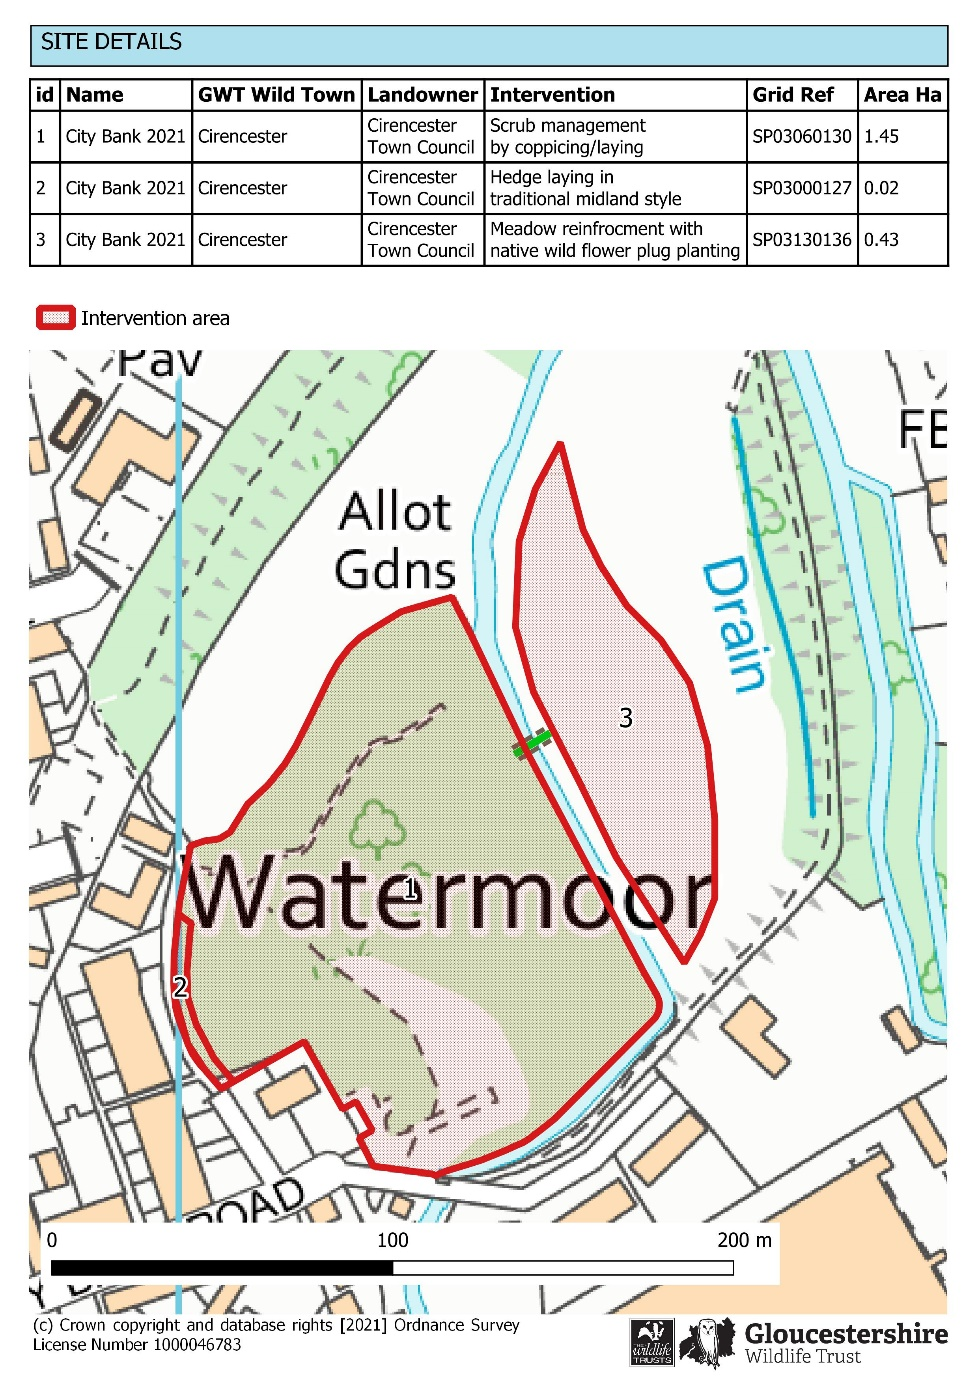 SITE DETAILS
id Name GWT Wild Town Landowner Intervention Grid Ref Area Ha
1 City Bank 2021 Cirencester Cirencester Town Council Scrub management by coppicing/laying SP03060130 1.45
2 City Bank 2021 Cirencester Cirencester Town Council Hedge laying in traditional midland style SP03000127 0.02
3 City Bank 2021 Cirencester Cirencester Town Council Meadow reinfrocment with native wild flower plug planting SP03130136 0.43
Intervention area
Pav
FB
Allot
Gdns
Drain
3
Watermoor
1
2
ROAD
0 100 200 m
(c) Crown copyright and database rights [2021] Ordnance Survey
License Number 1000046783
THE
wildlife
TRUSTS
Gloucestershire
Wildlife Trust